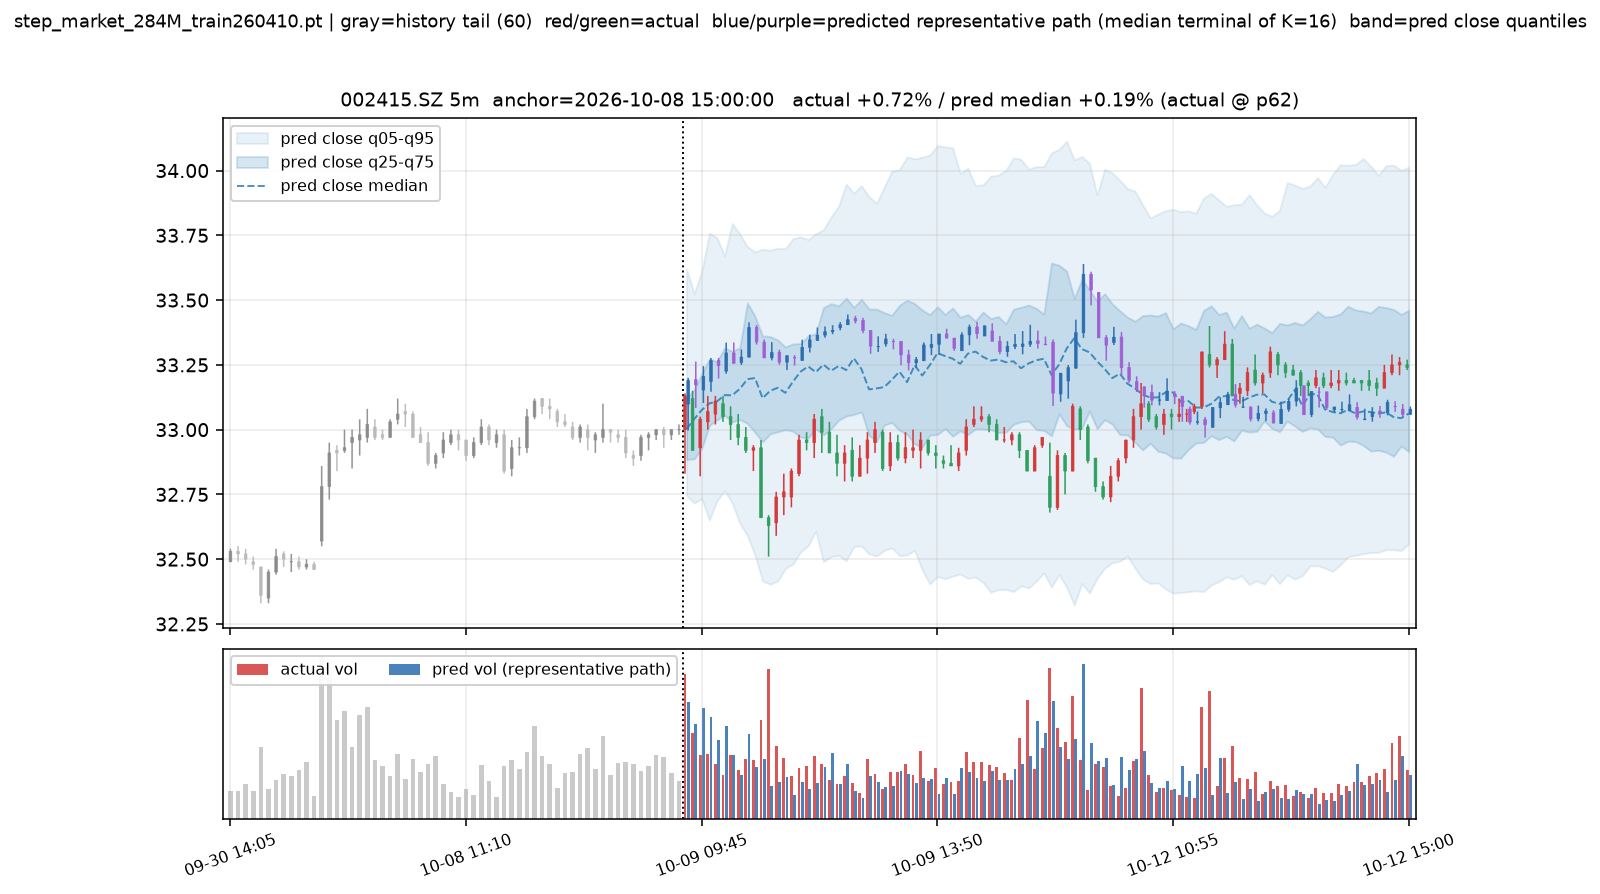 step_market_284M_train260410.pt | gray=history tail (60)  red/green=actual  blue/purple=predicted representative path (median terminal of K=16)  band=pred close quantiles
002415.SZ 5m  anchor=2026-10-08 15:00:00   actual +0.72% / pred median +0.19% (actual @ p62)
pred close q05-q95
pred close q25-q75
pred close median
34.00
33.75
33.50
33.25
33.00
32.75
32.50
32.25
actual vol
pred vol (representative path)
09-30 14:05
10-08 11:10
10-09 09:45
10-09 13:50
10-12 10:55
10-12 15:00